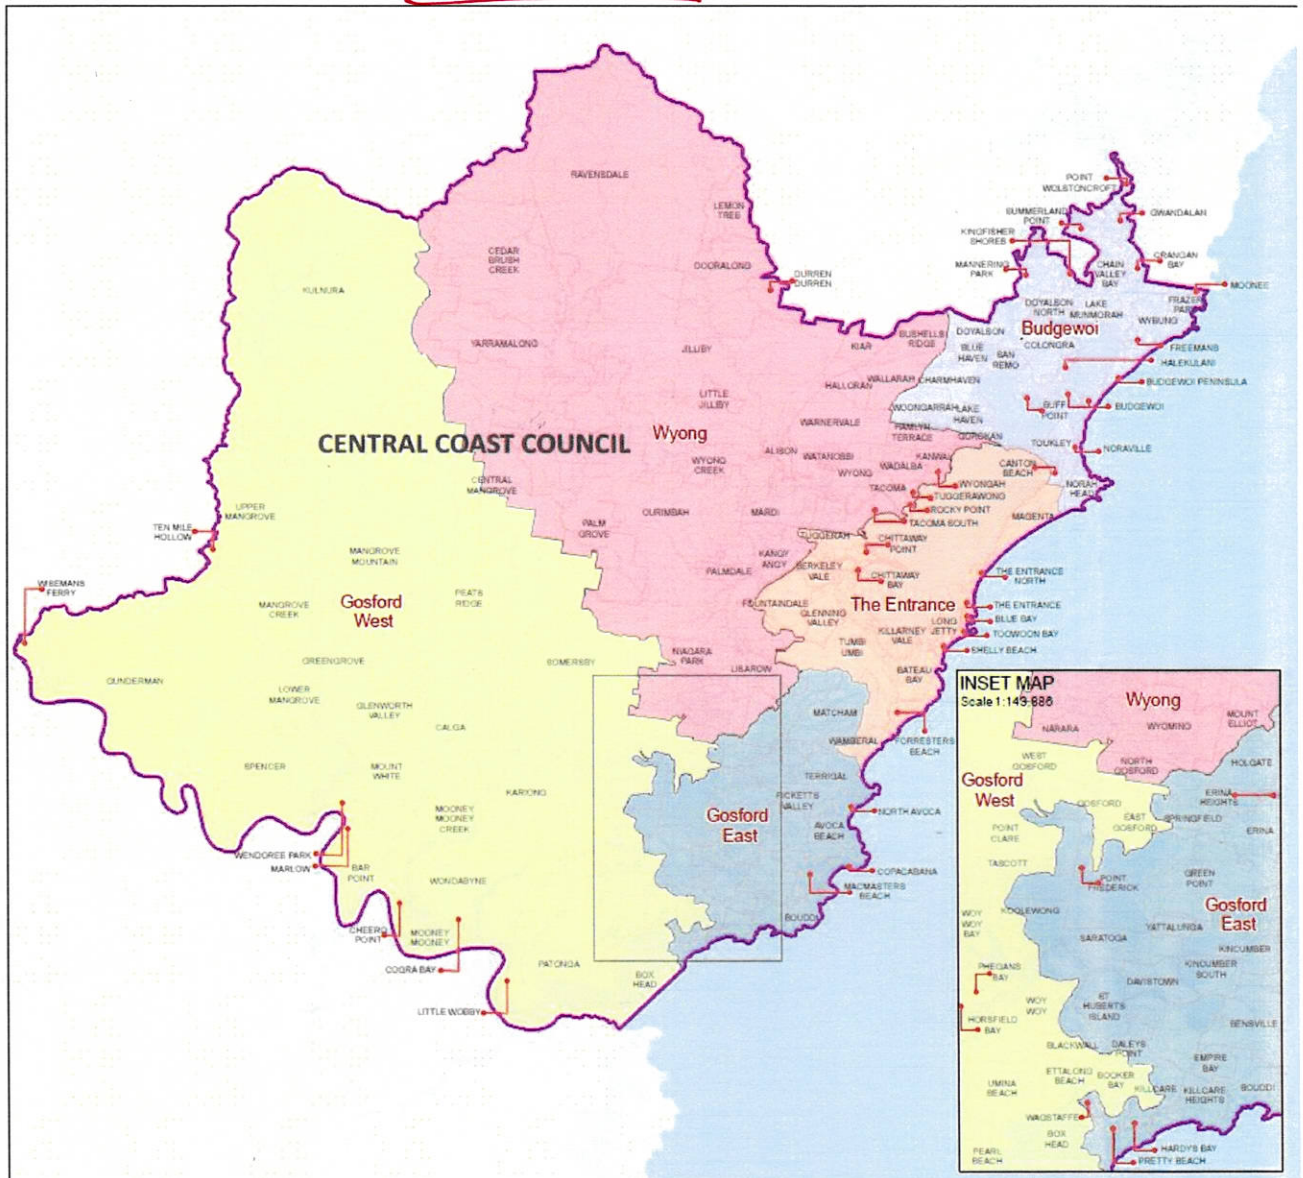 RAVENSDALE
LEMON
TREE
CEDAR
BRUSH
CREEK
DOORALONG
DURREN
DURREN
KULNURA
YARRAMALONG
JILLIBY
KIAR
BUSHELLS
RIDGE
WALLARAH
HALLORAN
LITTLE
JILLIBY
WARNERVALE
HAMLYN
TERRACE
CENTRAL COAST COUNCIL
Wyong
ALISON
WATANOBBI
WYONG
CREEK
WYONG
WADALBA
KANWAL
TACOMA
CENTRAL
MANGROVE
OURIMBAH
MARDI
PALM
GROVE
KANGY
ANGY
PALMDALE
NIAGARA
PARK
LISAROW
POINT
WOLSTONCROFT
SUMMERLAND
POINT
GWANDALAN
KINGFISHER
SHORES
MANNERING
PARK
CHAIN
VALLEY
BAY
CRANGAN
BAY
MOONEE
FRAZER
PARK
DOYALSON
NORTH
LAKE
MUNMORAH
WYBUNG
DOYALSON
Budgewoi
COLONGRA
BLUE
HAVEN
SAN
REMO
FREEMANS
HALEKULANI
CHARMHAVEN
BUDGEWOI PENINSULA
WOONGARRAH
LAKE
HAVEN
BUFF
POINT
BUDGEWOI
GOROKAN
TOUKLEY
NORAVILLE
CANTON
BEACH
NORAH
HEAD
WYONGAH
TUGGERAWONG
ROCKY POINT
TACOMA SOUTH
MAGENTA
TUGGERAH
CHITTAWAY
POINT
BERKELEY
VALE
CHITTAWAY
BAY
THE ENTRANCE
NORTH
FOUNTAINDALE
The Entrance
THE ENTRANCE
GLENNING
VALLEY
LONG
JETTY
BLUE BAY
KILLARNEY
VALE
TOOWOON BAY
TUMBI
UMBI
SHELLY BEACH
BATEAU
BAY
FORRESTERS
BEACH
UPPER
MANGROVE
TEN MILE
HOLLOW
MANGROVE
MOUNTAIN
WISEMANS
FERRY
MANGROVE
CREEK
Gosford
West
PEATS
RIDGE
GREENGROVE
SOMERSBY
GUNDERMAN
LOWER
MANGROVE
GLENWORTH
VALLEY
CALGA
SPENCER
MOUNT
WHITE
KARIONG
MOONEY
MOONEY
CREEK
WENDOREE PARK
MARLOW
BAR
POINT
WONDABYNE
CHEERO
POINT
MOONEY
MOONEY
COGRA BAY
PATONGA
BOX
HEAD
LITTLE WOBBY
MATCHAM
WAMBERAL
TERRIGAL
PICKETTS
VALLEY
Gosford
East
NORTH AVOCA
AVOCA
BEACH
COPACABANA
MACMASTERS
BEACH
BOUDDI
INSET MAP
Scale 1:143,686
Wyong
NARARA
WYOMING
MOUNT
ELLIOT
WEST
GOSFORD
NORTH
GOSFORD
HOLGATE
Gosford
West
GOSFORD
ERINA
HEIGHTS
EAST
GOSFORD
SPRINGFIELD
ERINA
POINT
CLARE
TASCOTT
POINT
FREDERICK
GREEN
POINT
Gosford
East
KOOLEWONG
WOY
WOY
BAY
YATTALUNGA
SARATOGA
KINCUMBER
KINCUMBER
SOUTH
PHEGANS
BAY
DAVISTOWN
WOY
WOY
ST
HUBERTS
ISLAND
HORSFIELD
BAY
BENSVILLE
BLACKWALL
DALEYS
POINT
EMPIRE
BAY
ETTALONG
BEACH
BOOKER
BAY
UMINA
BEACH
KILLCARE
KILLCARE
HEIGHTS
BOUDDI
WAGSTAFFE
BOX
HEAD
HARDYS BAY
PEARL
BEACH
PRETTY BEACH